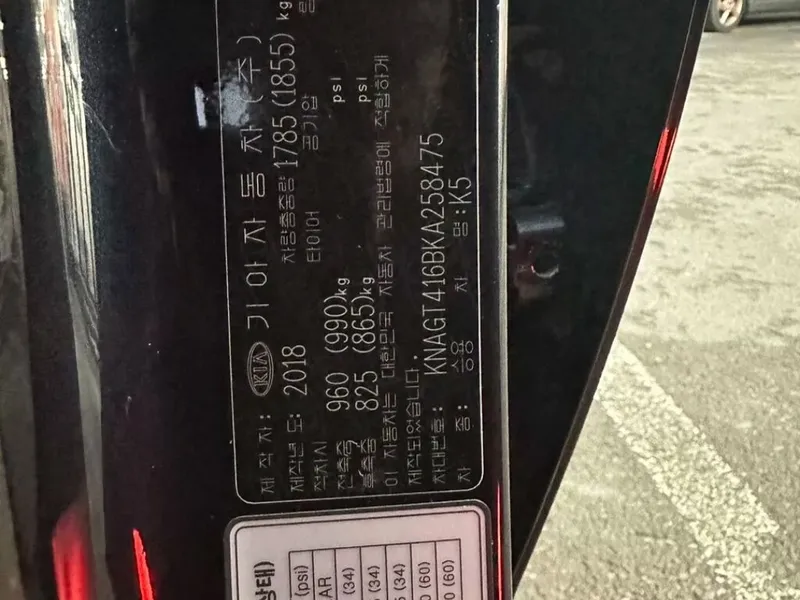 제 작 자: KIA 기 아 자 동 차 ( 주 )
제작년 도: 2018 차량총중량 1785 (1855) kg
적차시 타이어 공기압
전축중 960 (990)kg psi
후축중 825 (865)kg psi
이 자동차는 대한민국 자동차 관리법령에 적합하게
제작되었습니다.
차대번호: KNAGT416BKA258475
차 종: 승용 차 명:K5
(psi)
(34)
(34)
(34)
(60)
(60)